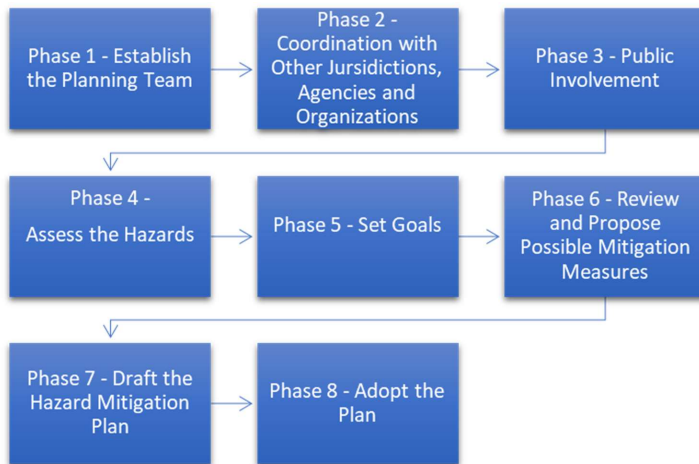 Phase 1 - Establish
the Planning Team
Phase 2 -
Coordination with
Other Jursidictions,
Agencies and
Organizations
Phase 3 - Public
Involvement
Phase 4 -
Assess the Hazards
Phase 5 - Set Goals
Phase 6 - Review
and Propose
Possible Mitigation
Measures
Phase 7 - Draft the
Hazard Mitigation
Plan
Phase 8 - Adopt the
Plan